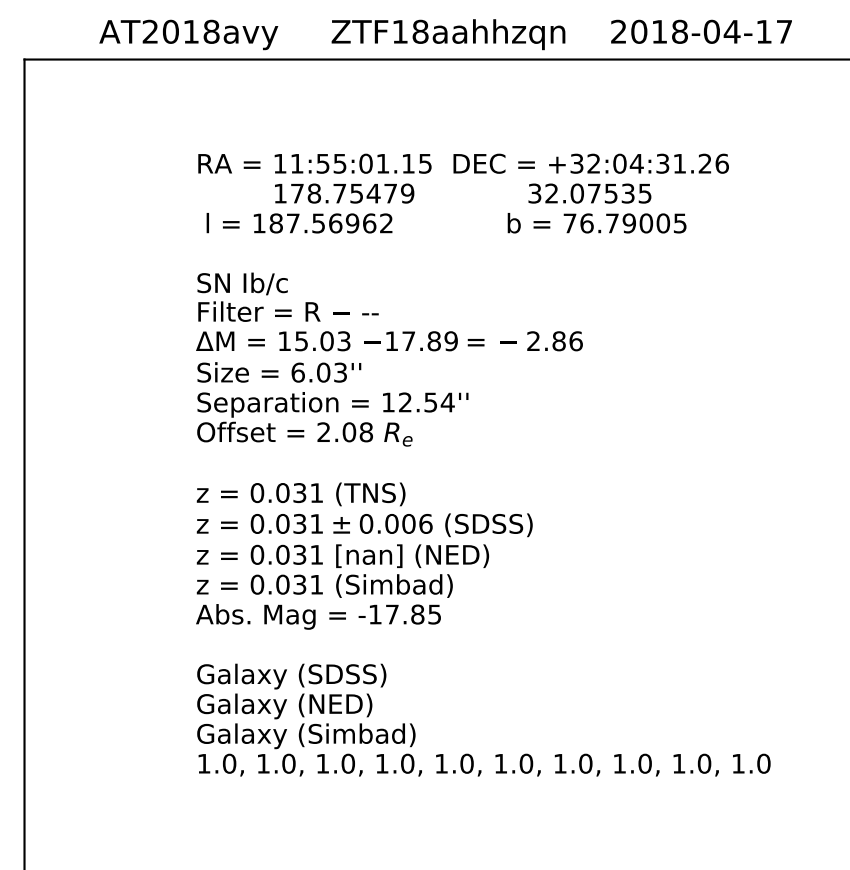 AT2018avy ZTF18aahhzqn 2018-04-17
RA = 11:55:01.15 DEC = +32:04:31.26
178.75479 32.07535
l = 187.56962 b = 76.79005
SN Ib/c
Filter = R − --
ΔM = 15.03 −17.89 = − 2.86
Size = 6.03''
Separation = 12.54''
Offset = 2.08 Rₑ
z = 0.031 (TNS)
z = 0.031 ± 0.006 (SDSS)
z = 0.031 [nan] (NED)
z = 0.031 (Simbad)
Abs. Mag = -17.85
Galaxy (SDSS)
Galaxy (NED)
Galaxy (Simbad)
1.0, 1.0, 1.0, 1.0, 1.0, 1.0, 1.0, 1.0, 1.0, 1.0